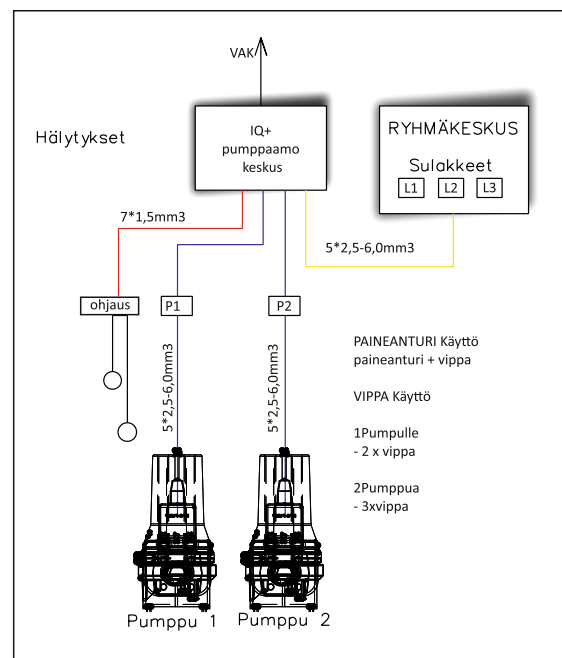 VAK
Hälytykset
IQ+
pumppaamo
keskus
RYHMÄKESKUS
Sulakkeet
L1 L2 L3
7*1,5mm3
5*2,5-6,0mm3
ohjaus
P1
P2
5*2,5-6,0mm3
5*2,5-6,0mm3
PAINEANTURI Käyttö
paineanturi + vippa
VIPPA Käyttö
1Pumpulle
- 2 x vippa
2Pumppua
- 3xvippa
Pumppu 1
Pumppu 2